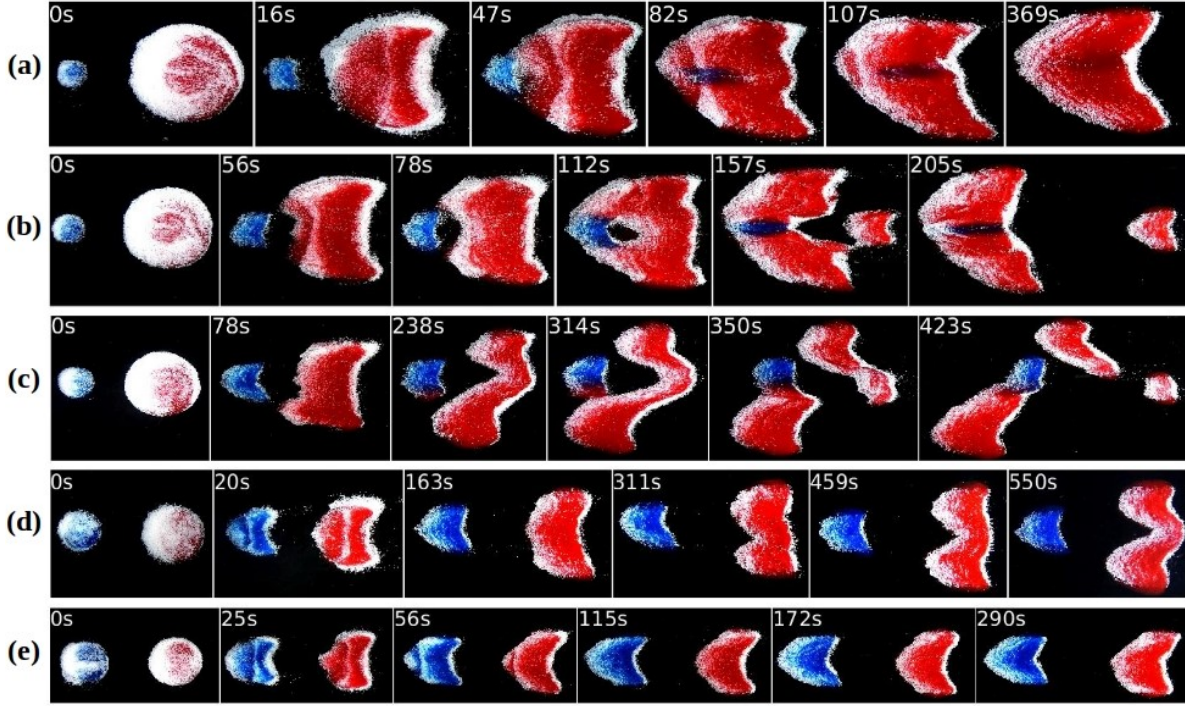 (a) 0s 16s 47s 82s 107s 369s
(b) 0s 56s 78s 112s 157s 205s
(c) 0s 78s 238s 314s 350s 423s
(d) 0s 20s 163s 311s 459s 550s
(e) 0s 25s 56s 115s 172s 290s